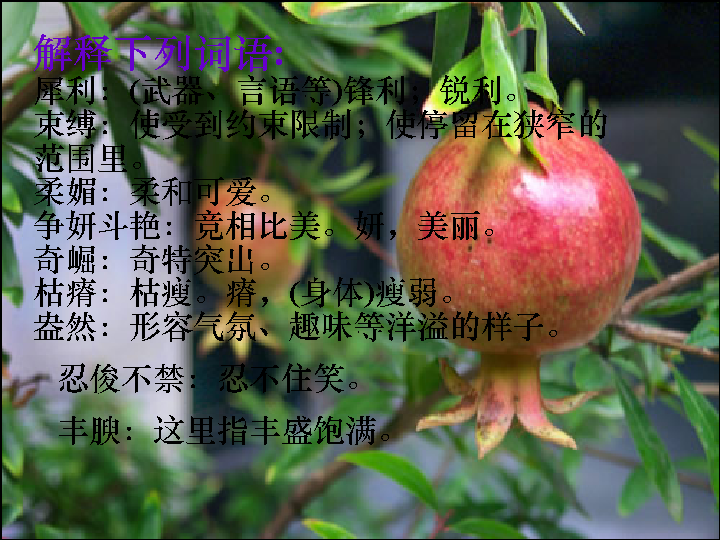 解释下列词语:
犀利：(武器、言语等)锋利；锐利。
束缚：使受到约束限制；使停留在狭窄的
范围里。
柔媚：柔和可爱。
争妍斗艳：竞相比美。妍，美丽。
奇崛：奇特突出。
枯瘠：枯瘦。瘠，(身体)瘦弱。
盎然：形容气氛、趣味等洋溢的样子。
忍俊不禁：忍不住笑。
丰腴：这里指丰盛饱满。